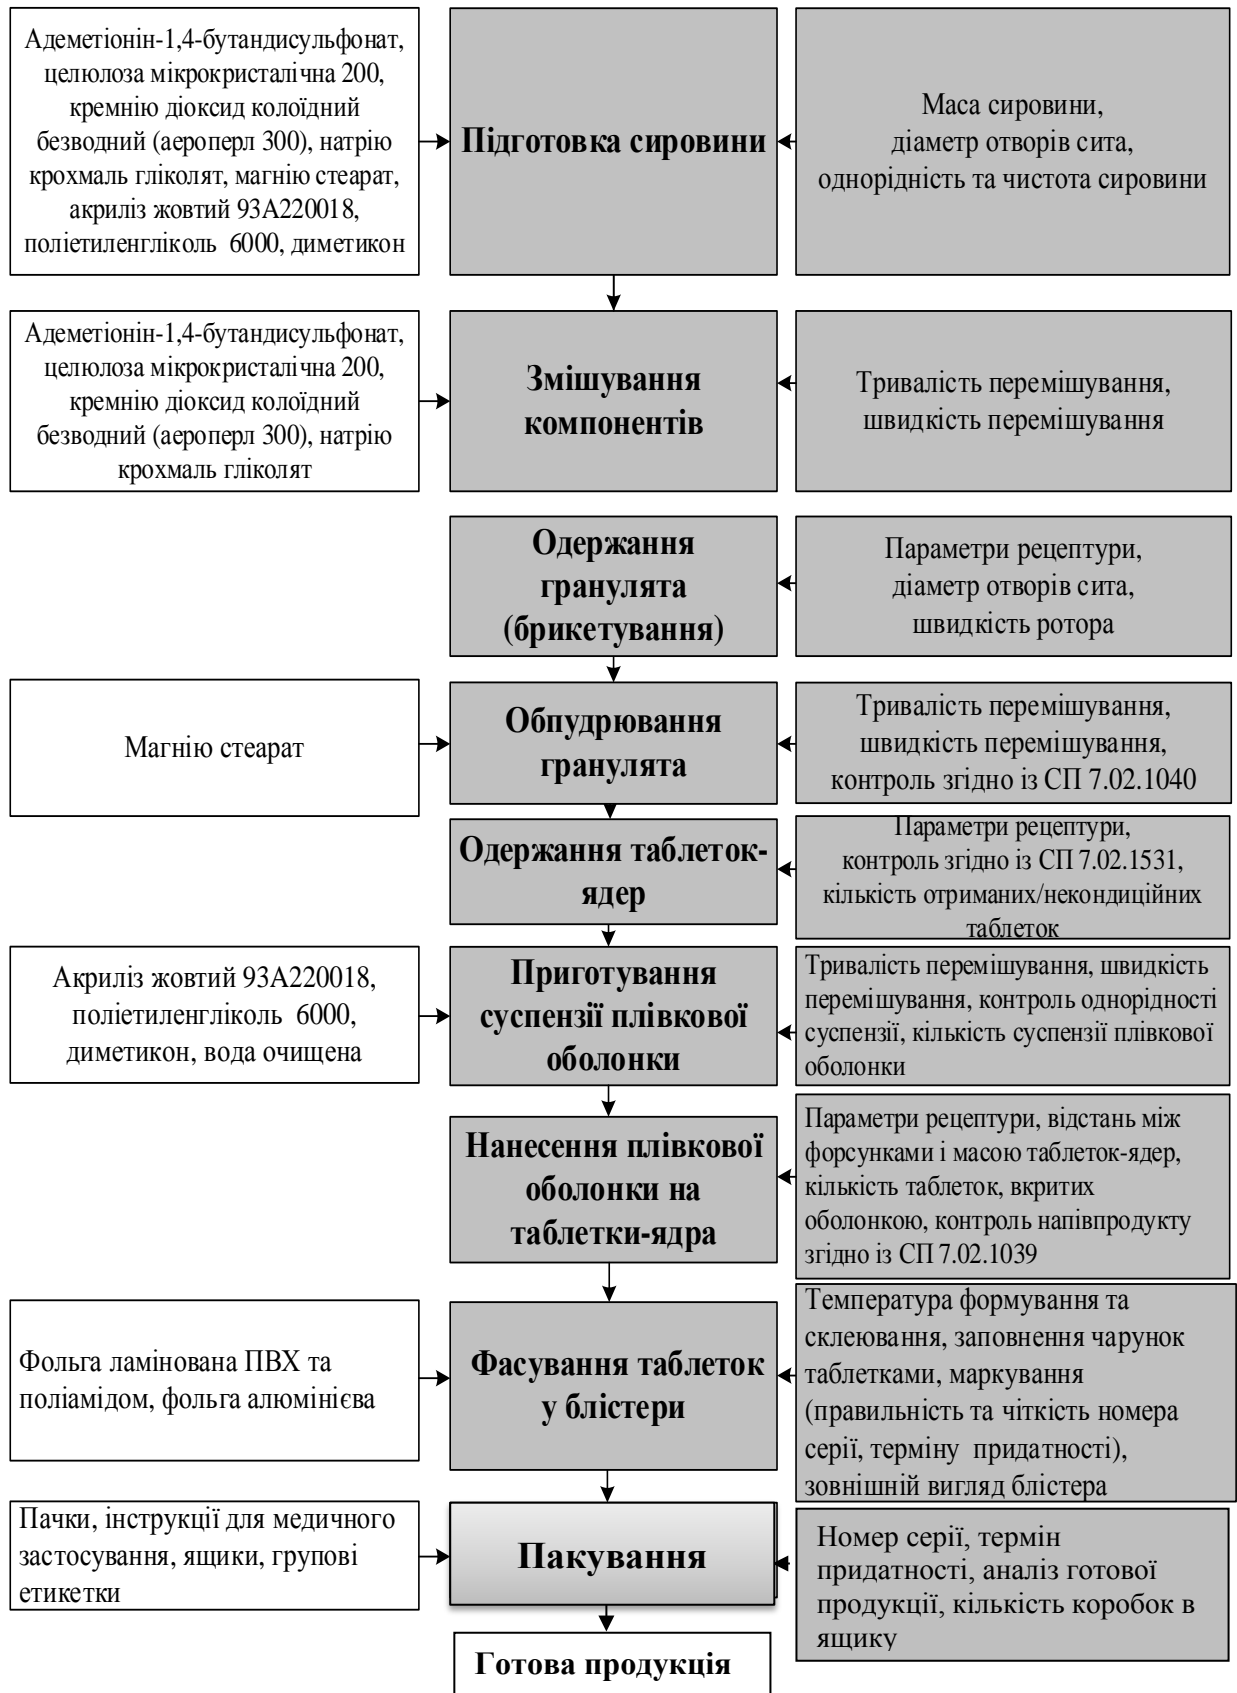 Адеметіонін-1,4-бутандисульфонат,
целюлоза мікрокристалічна 200,
кремнію діоксид колоїдний
безводний (аероперл 300), натрію
крохмаль гліколят, магнію стеарат,
акриліз жовтий 93А220018,
поліетиленгліколь 6000, диметикон
Підготовка сировини
Маса сировини,
діаметр отворів сита,
однорідність та чистота сировини
Адеметіонін-1,4-бутандисульфонат,
целюлоза мікрокристалічна 200,
кремнію діоксид колоїдний
безводний (аероперл 300), натрію
крохмаль гліколят
Змішування
компонентів
Тривалість перемішування,
швидкість перемішування
Одержання
гранулята
(брикетування)
Параметри рецептури,
діаметр отворів сита,
швидкість ротора
Магнію стеарат
Обпудрювання
гранулята
Тривалість перемішування,
швидкість перемішування,
контроль згідно із СП 7.02.1040
Одержання таблеток-
ядер
Параметри рецептури,
контроль згідно із СП 7.02.1531,
кількість отриманих/некондиційних
таблеток
Акриліз жовтий 93А220018,
поліетиленгліколь 6000,
диметикон, вода очищена
Приготування
суспензії плівкової
оболонки
Тривалість перемішування, швидкість
перемішування, контроль однорідності
суспензії, кількість суспензії плівкової
оболонки
Нанесення плівкової
оболонки на
таблетки-ядра
Параметри рецептури, відстань між
форсунками і масою таблеток-ядер,
кількість таблеток, вкритих
оболонкою, контроль напівпродукту
згідно із СП 7.02.1039
Фольга ламінована ПВХ та
поліамідом, фольга алюмінієва
Фасування таблеток
у блістери
Температура формування та
склеювання, заповнення чарунок
таблетками, маркування
(правильність та чіткість номера
серії, терміну придатності),
зовнішній вигляд блістера
Пачки, інструкції для медичного
застосування, ящики, групові
етикетки
Пакування
Номер серії, термін
придатності, аналіз готової
продукції, кількість коробок в
ящику
Готова продукція